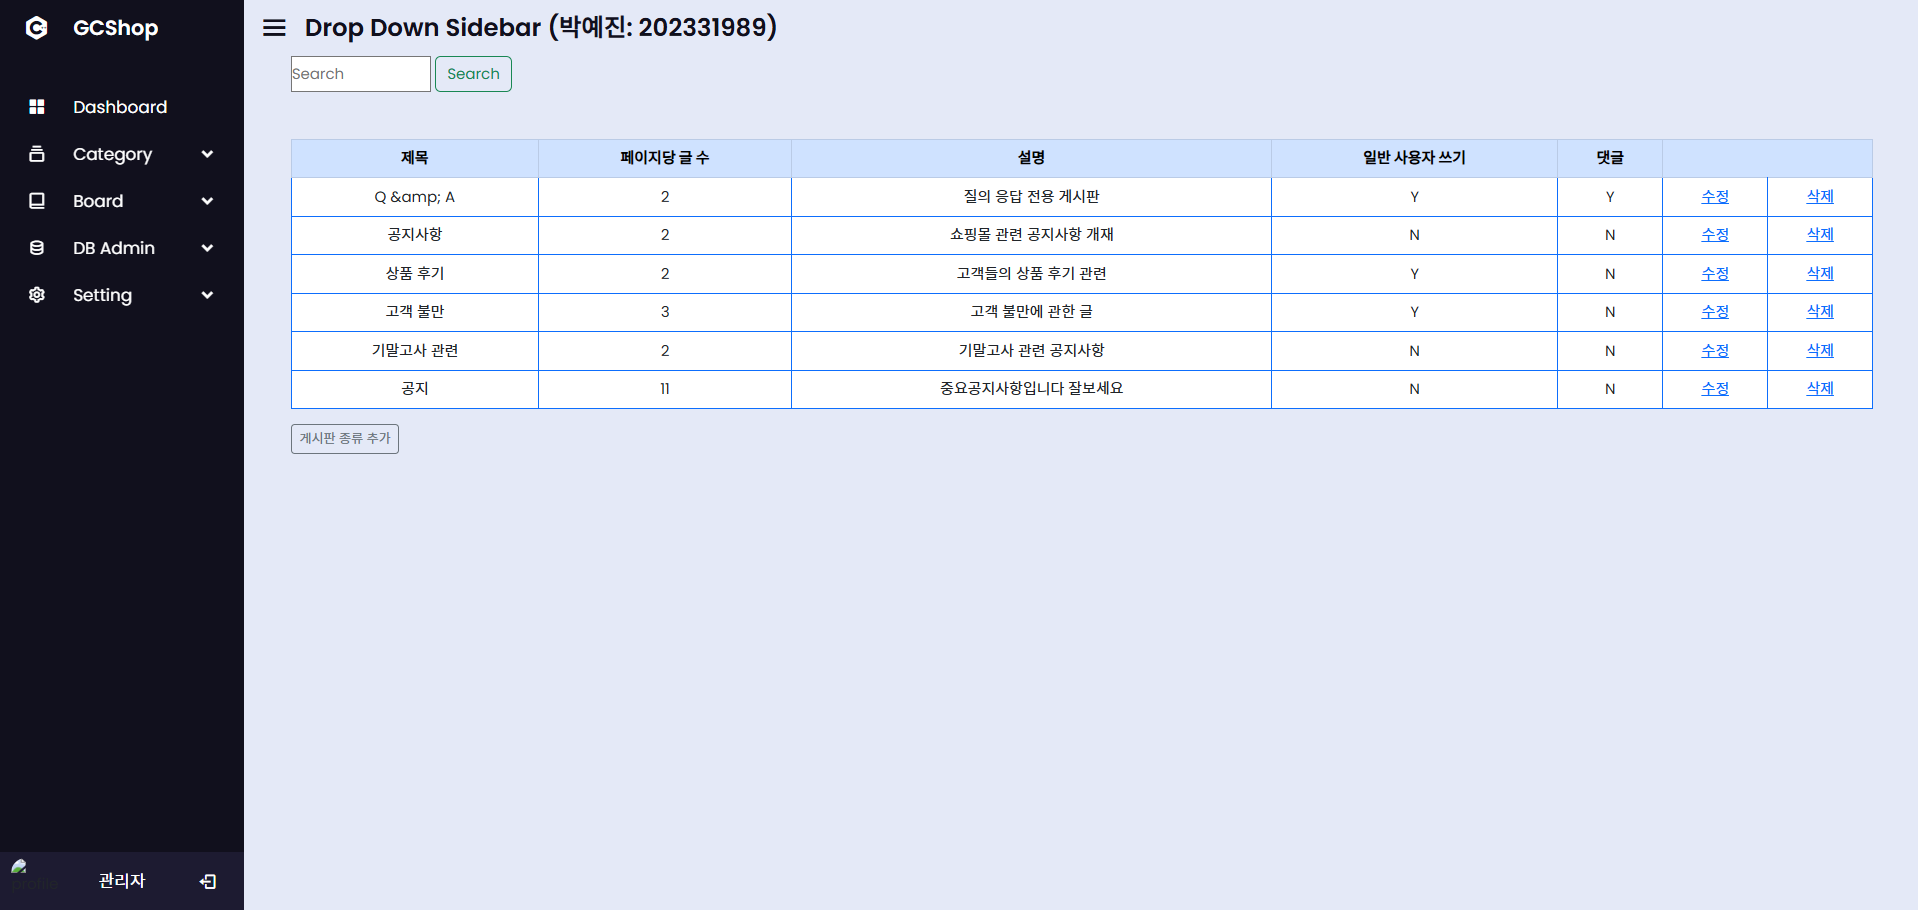 GCShop
Dashboard
Category
Board
DB Admin
Setting
profile
관리자
Drop Down Sidebar (박예진: 202331989)
Search Search
제목 페이지당 글 수 설명 일반 사용자 쓰기 댓글
Q &amp; A 2 질의 응답 전용 게시판 Y Y 수정 삭제
공지사항 2 쇼핑몰 관련 공지사항 개재 N N 수정 삭제
상품 후기 2 고객들의 상품 후기 관련 Y N 수정 삭제
고객 불만 3 고객 불만에 관한 글 Y N 수정 삭제
기말고사 관련 2 기말고사 관련 공지사항 N N 수정 삭제
공지 11 중요공지사항입니다 잘보세요 N N 수정 삭제
게시판 종류 추가